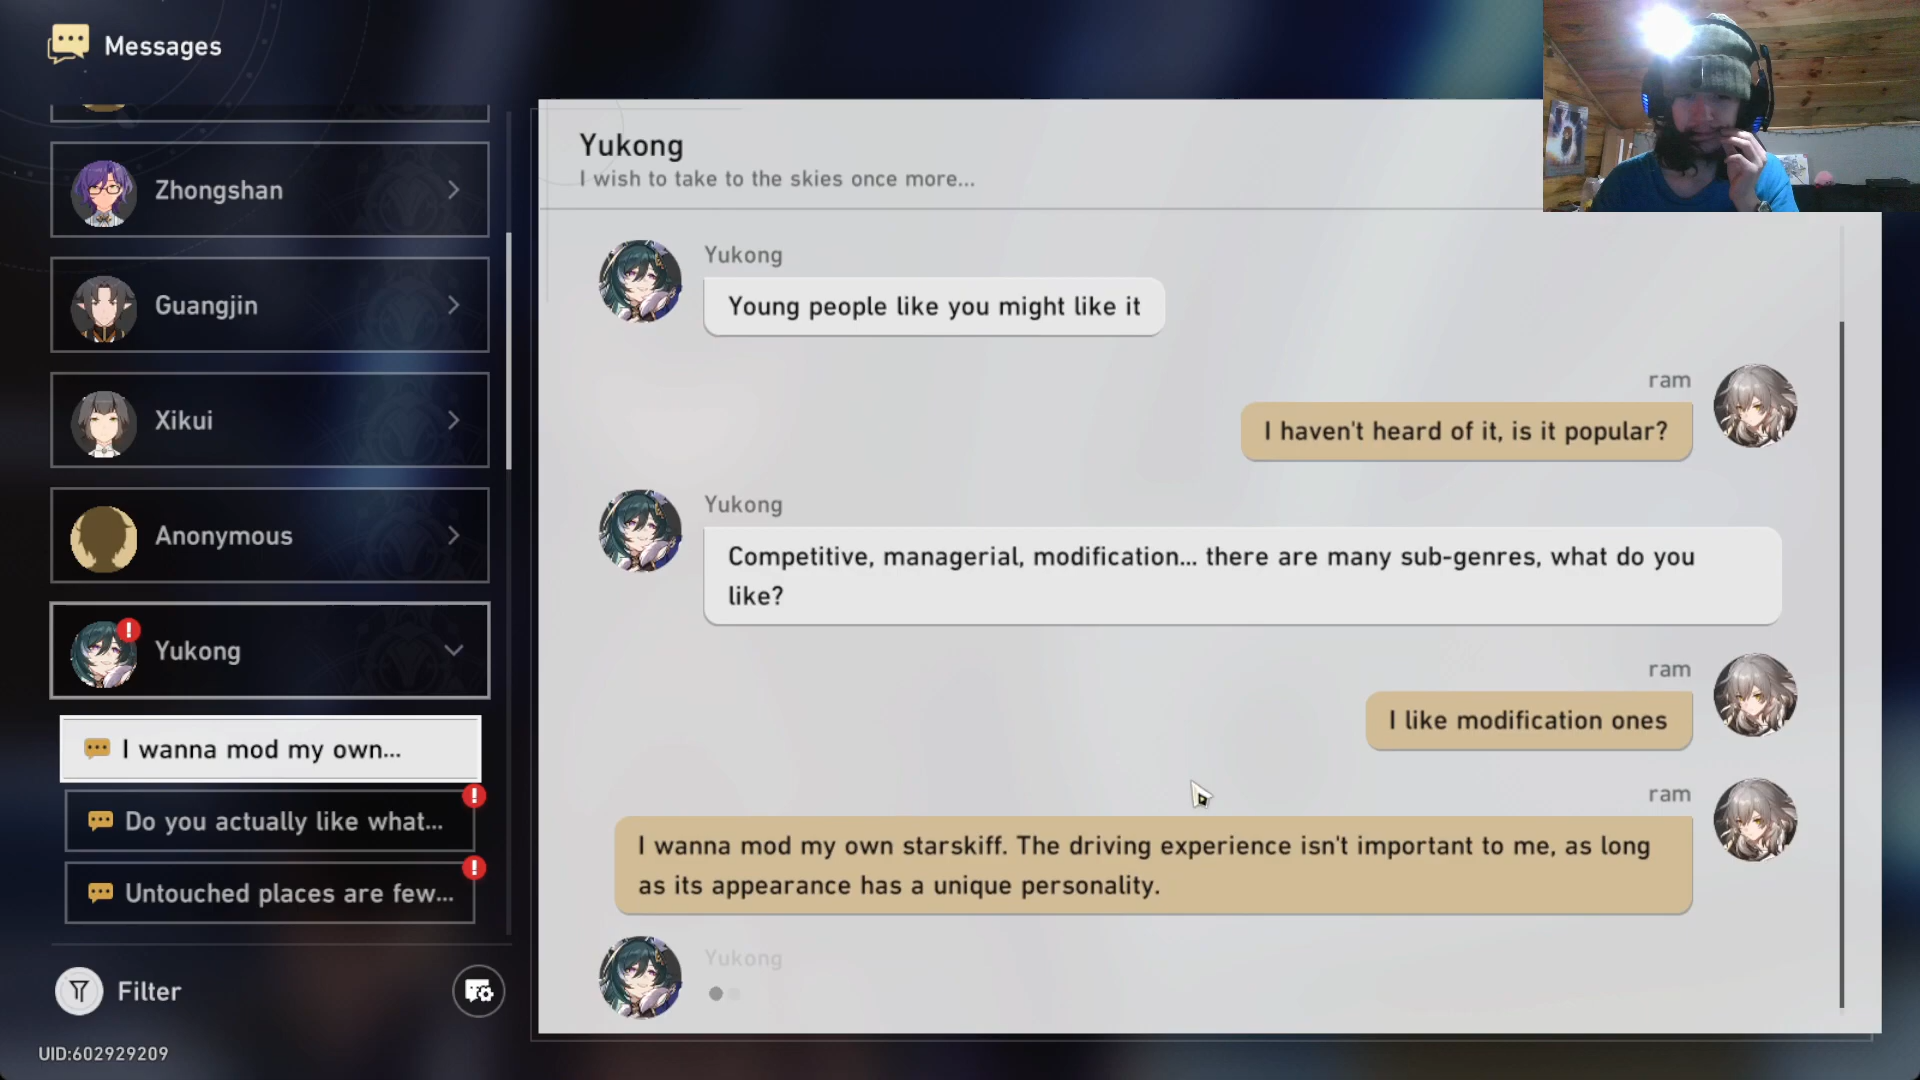 Messages
Zhongshan
Guangjin
Xikui
Anonymous
Yukong
I wanna mod my own...
Do you actually like what...
Untouched places are few...
Filter
UID:602929209
Yukong
I wish to take to the skies once more...
Yukong
Young people like you might like it
ram
I haven't heard of it, is it popular?
Yukong
Competitive, managerial, modification... there are many sub-genres, what do you
like?
ram
I like modification ones
ram
I wanna mod my own starskiff. The driving experience isn't important to me, as long
as its appearance has a unique personality.
Yukong